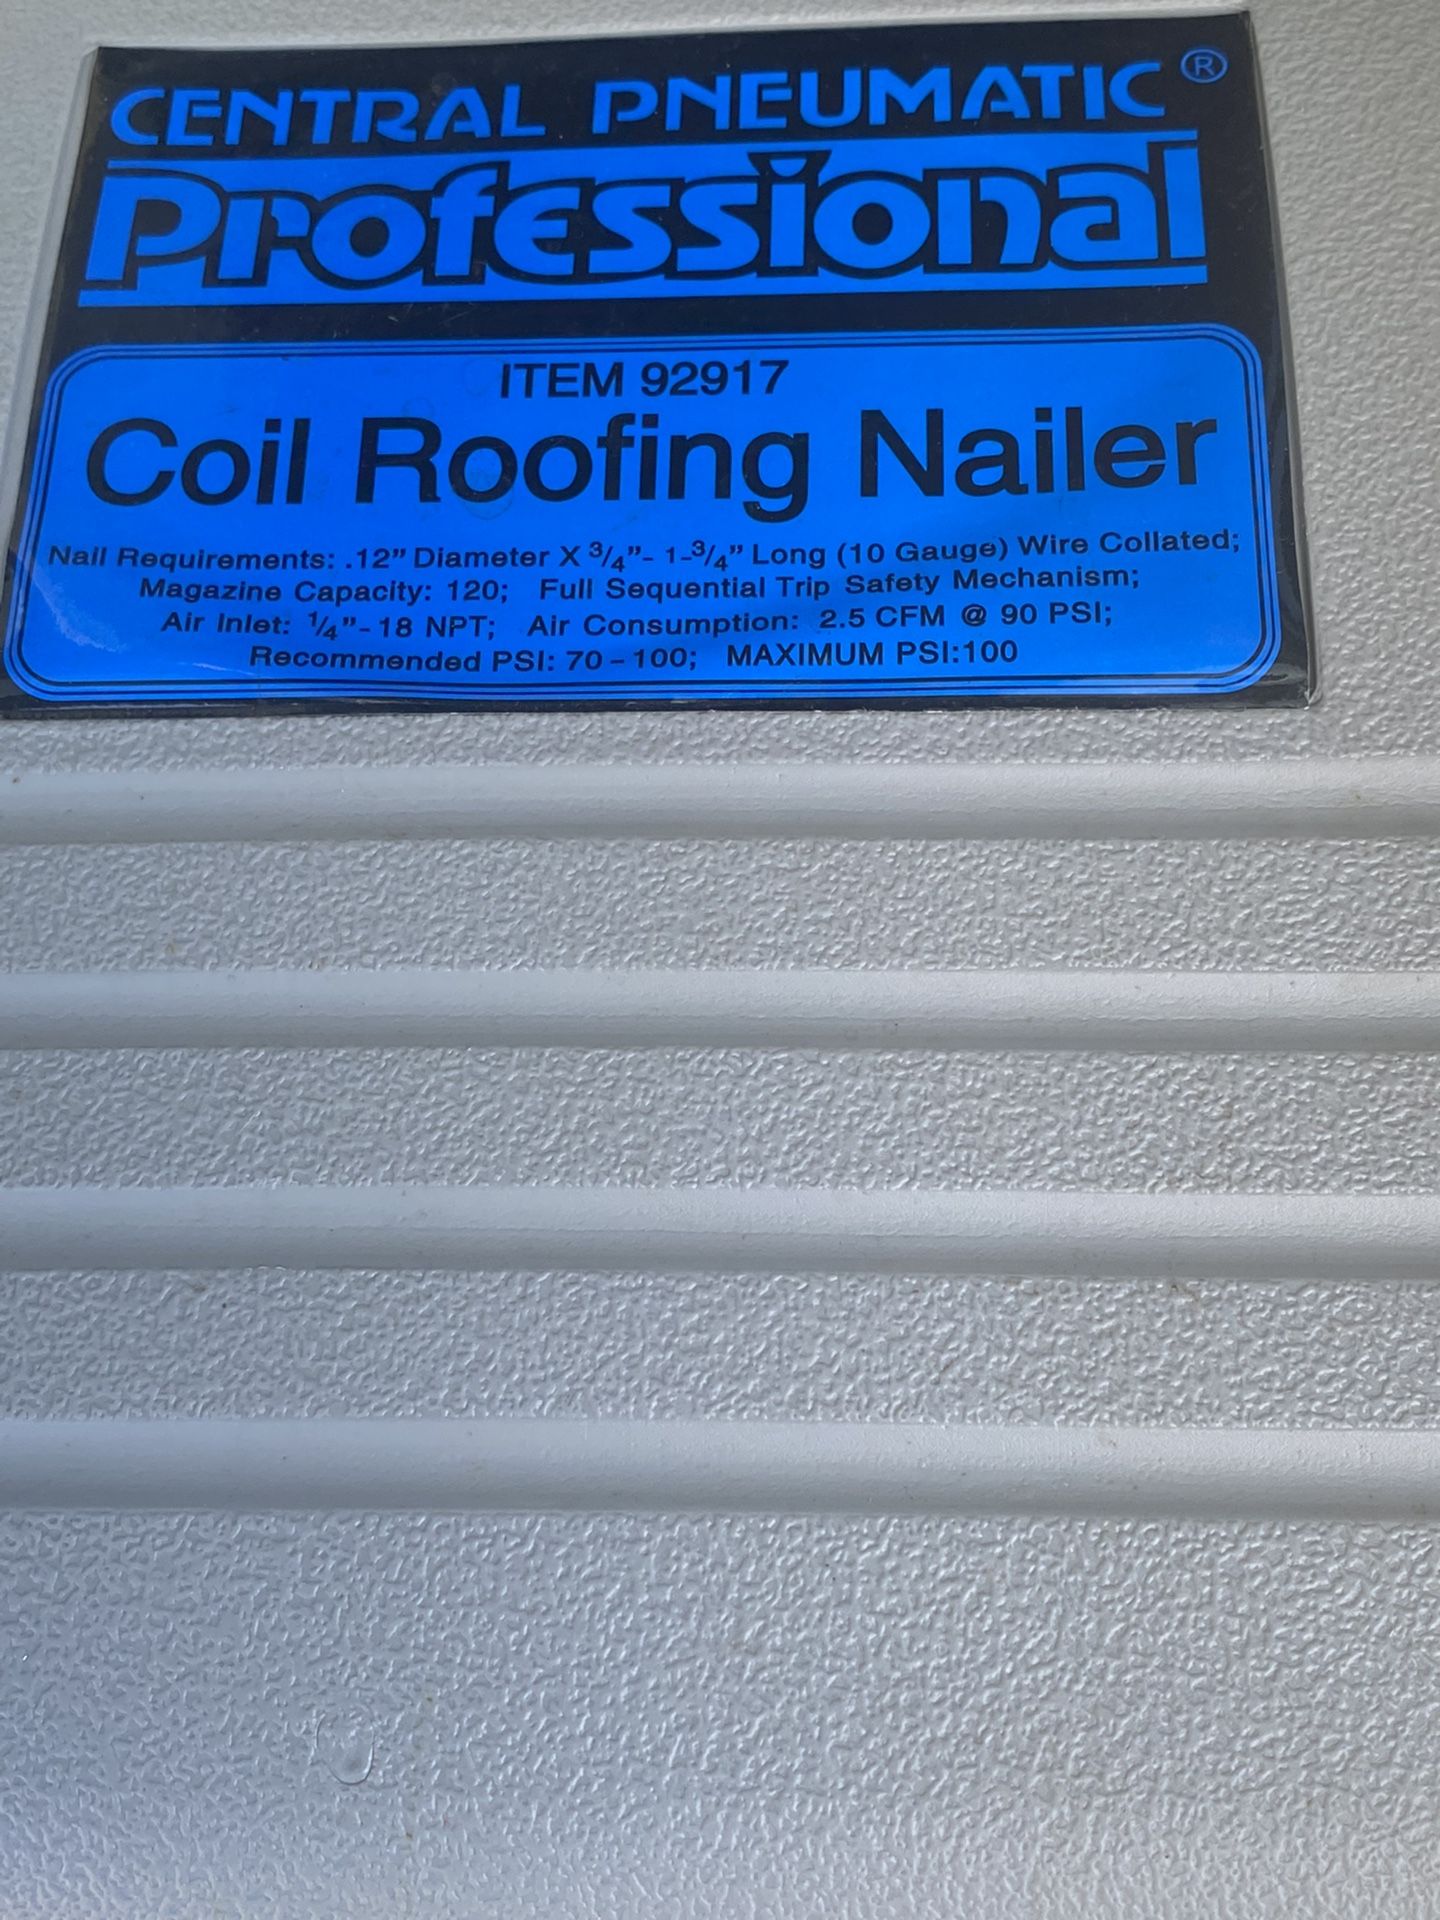 CENTRAL PNEUMATIC ®
Professional
ITEM 92917
Coil Roofing Nailer
Nail Requirements: .12" Diameter X 3/4"- 1-3/4" Long (10 Gauge) Wire Collated;
Magazine Capacity: 120; Full Sequential Trip Safety Mechanism;
Air Inlet: 1/4"-18 NPT; Air Consumption: 2.5 CFM @ 90 PSI;
Recommended PSI: 70-100; MAXIMUM PSI:100